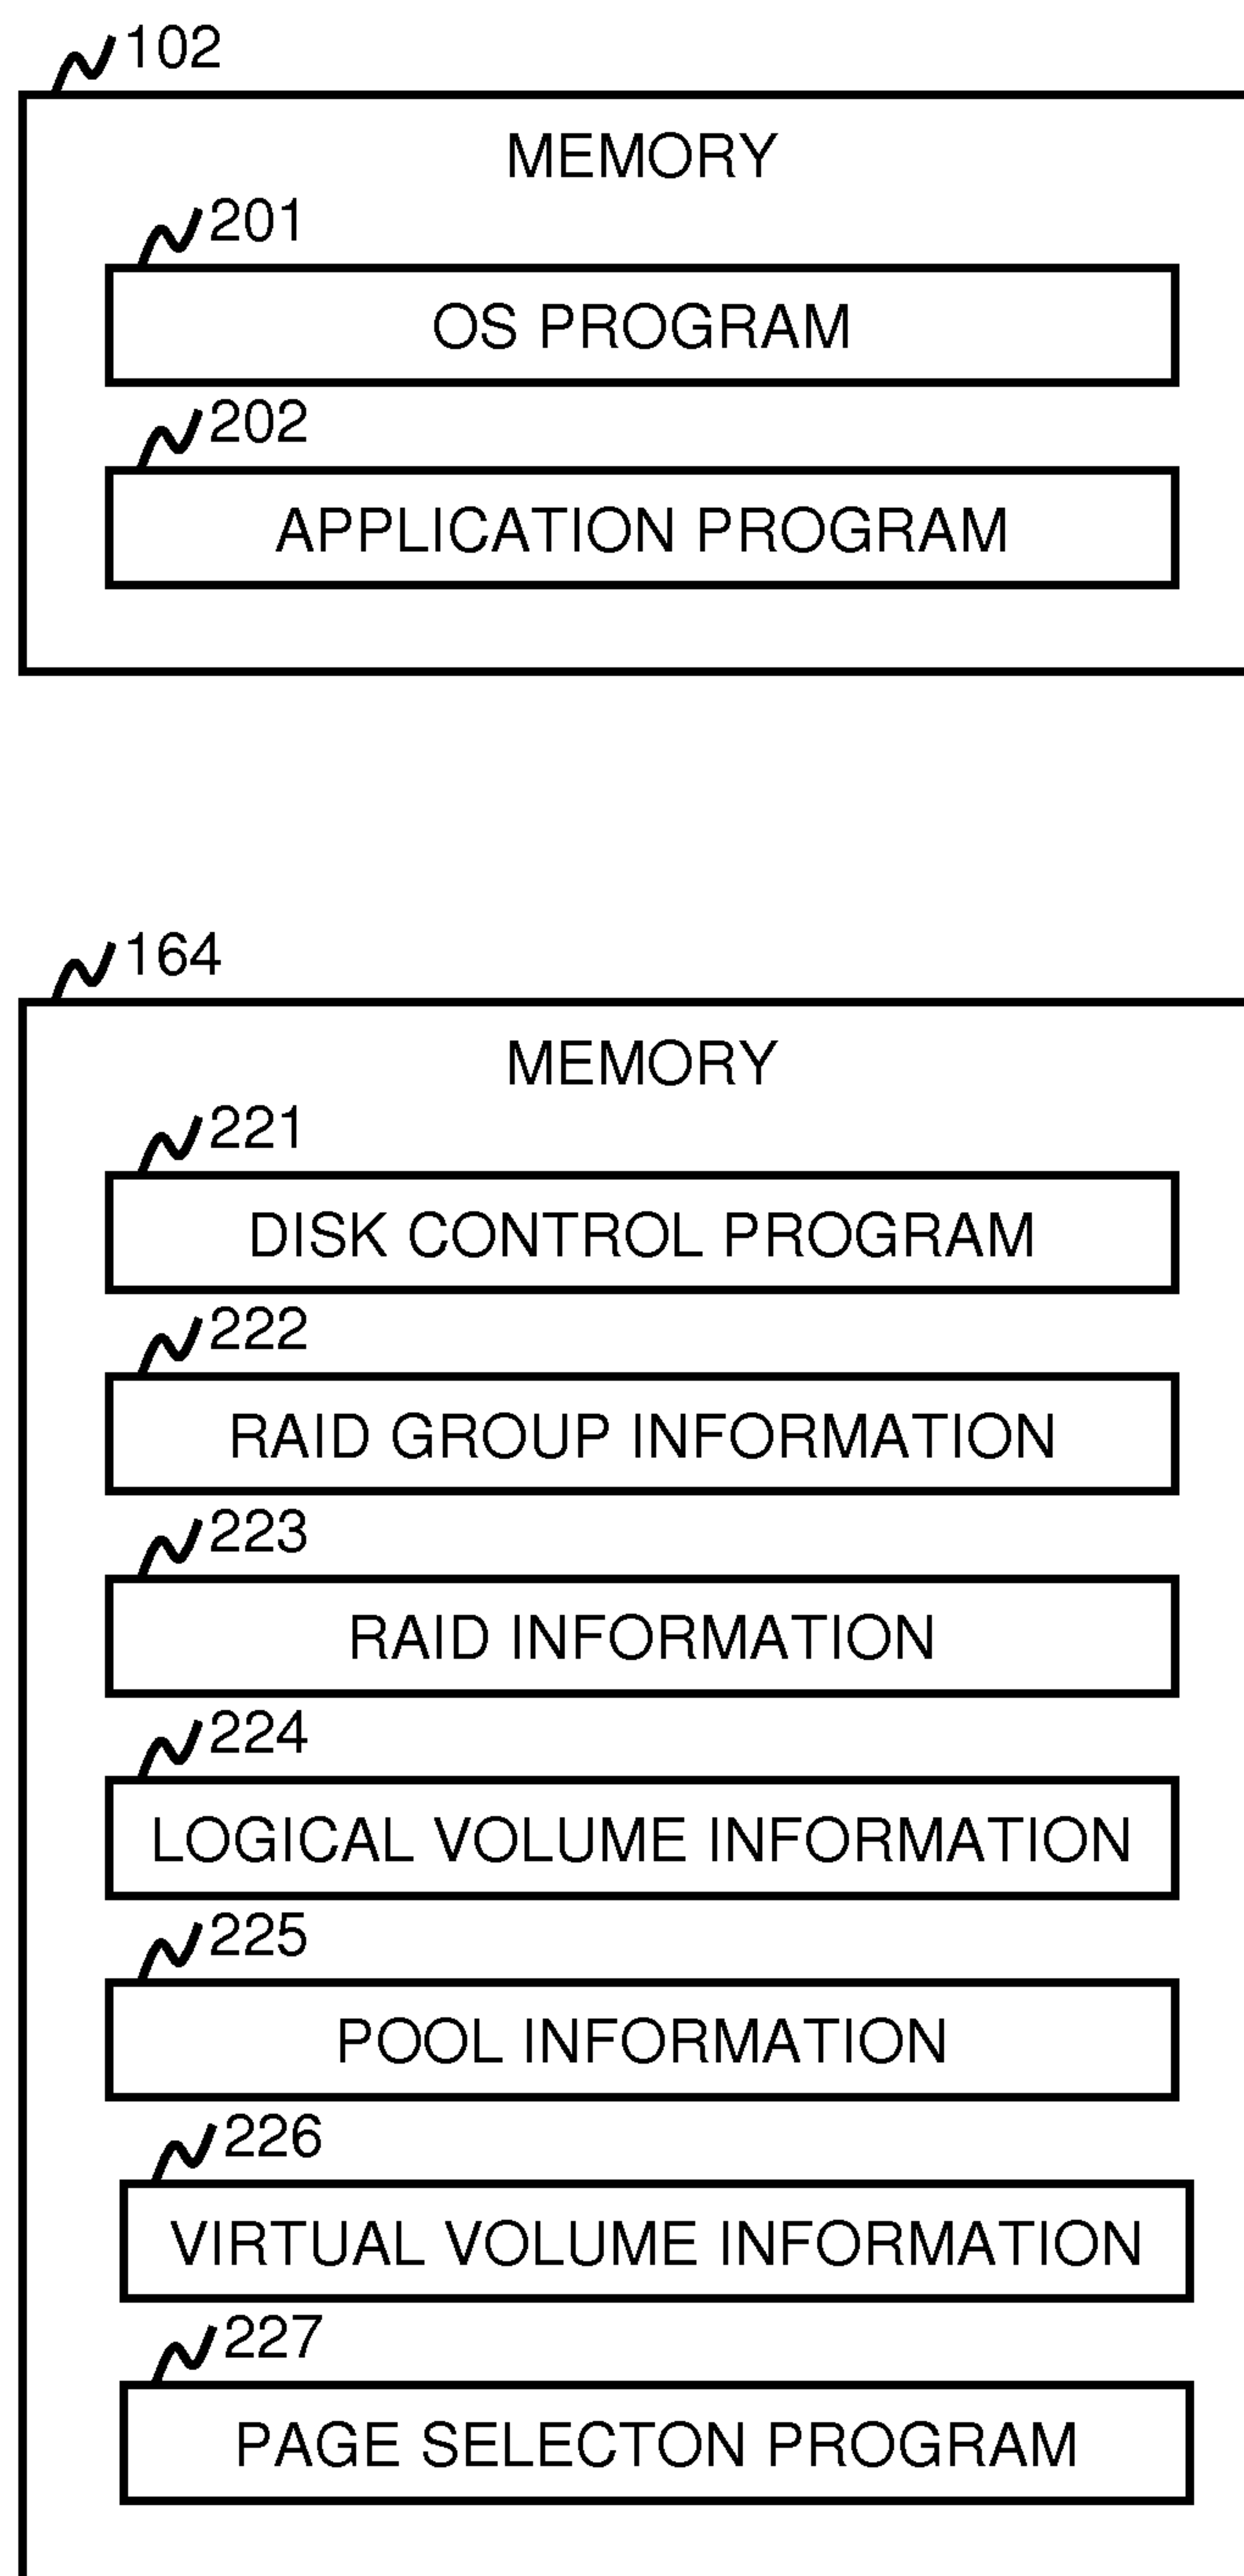 102
MEMORY
201
OS PROGRAM
202
APPLICATION PROGRAM
164
MEMORY
221
DISK CONTROL PROGRAM
222
RAID GROUP INFORMATION
223
RAID INFORMATION
224
LOGICAL VOLUME INFORMATION
225
POOL INFORMATION
226
VIRTUAL VOLUME INFORMATION
227
PAGE SELECTON PROGRAM